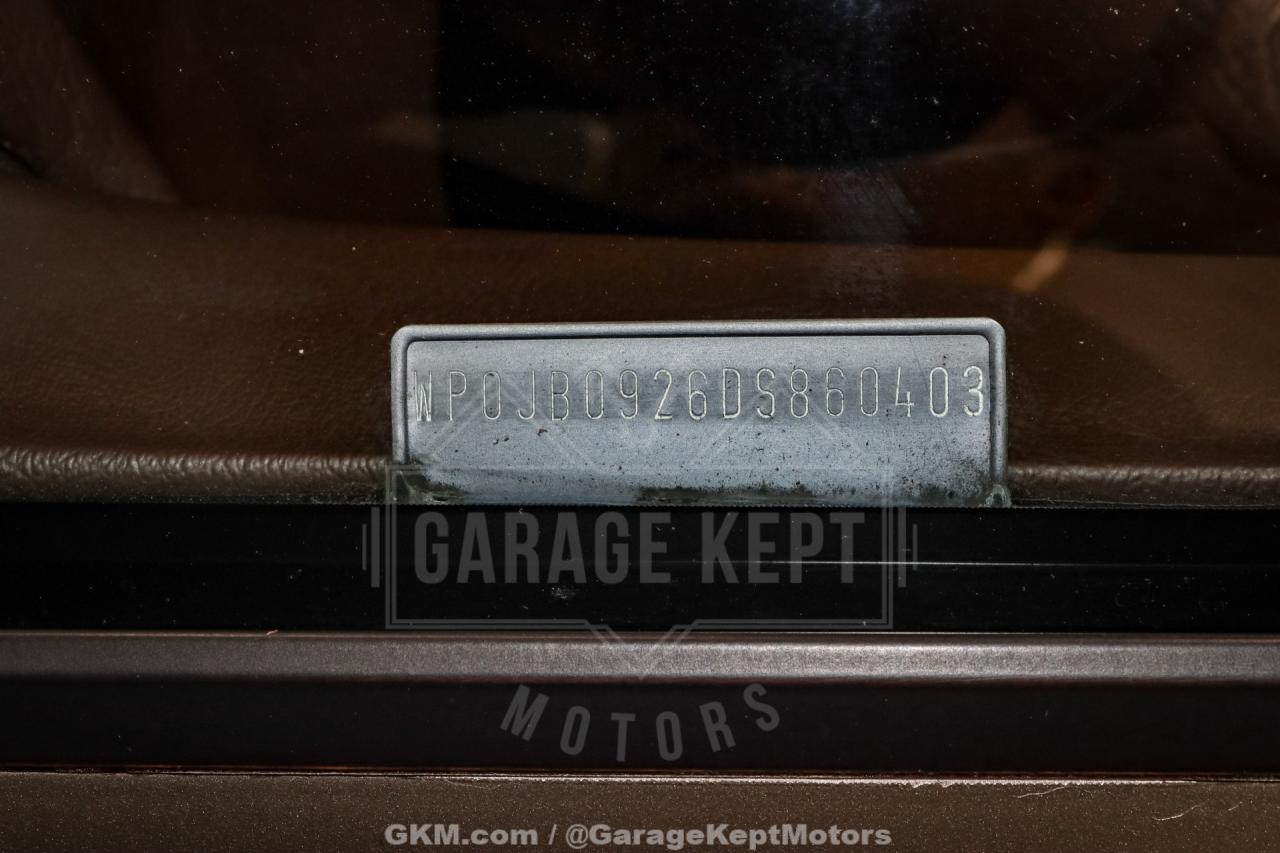 WP0JB0926DS860403
GARAGE KEPT
MOTORS
GKM.com / @GarageKeptMotors